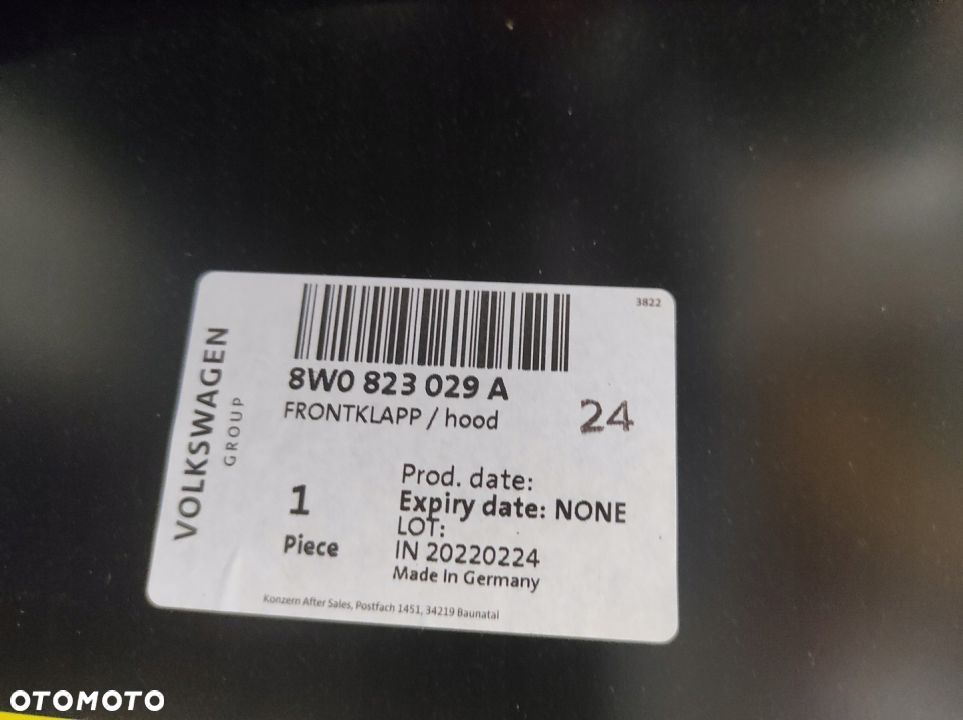 3822
VOLKSWAGEN
GROUP
8W0 823 029 A
FRONTKLAPP / hood
24
1
Piece
Prod. date:
Expiry date: NONE
LOT:
IN 20220224
Made In Germany
Konzern After Sales, Postfach 1451, 34219 Baunatal
OTOMOTO